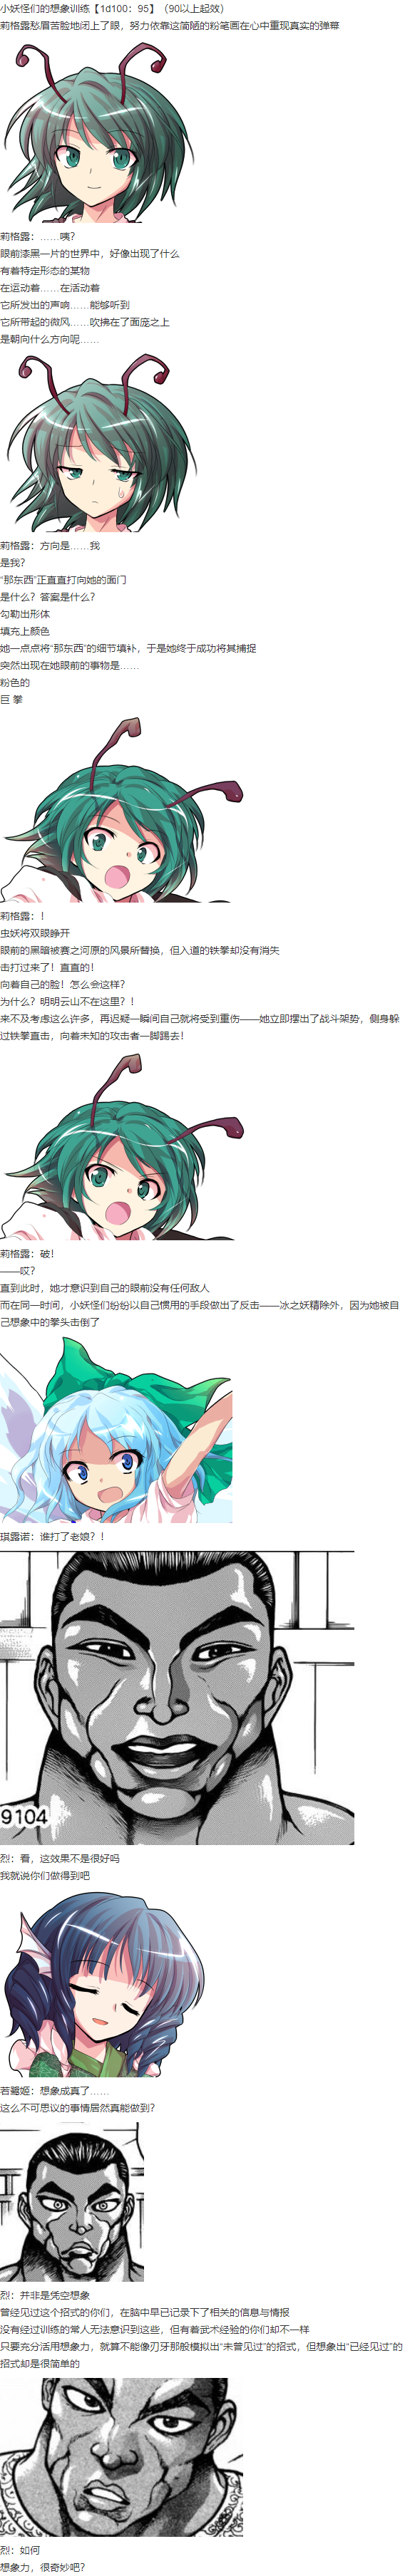 小妖怪们的想象训练【1d100：95】（90以上起效）
莉格露愁眉苦脸地闭上了眼，努力依靠这简陋的粉笔画在心中重现真实的弹幕
莉格露：……咦？
眼前漆黑一片的世界中，好像出现了什么
有着特定形态的某物
在运动着……在活动着
它所发出的声响……能够听到
它所带起的微风……吹拂在了面庞之上
是朝向什么方向呢……
莉格露：方向是……我
是我？
“那东西”正直直打向她的面门
是什么？答案是什么？
勾勒出形体
填充上颜色
她一点点将“那东西”的细节填补，于是她终于成功将其捕捉
突然出现在她眼前的事物是……
粉色的
巨 拳
莉格露：！
虫妖将双眼睁开
眼前的黑暗被赛之河原的风景所替换，但入道的铁拳却没有消失
击打过来了！直直的！
向着自己的脸！怎么会这样？
为什么？明明云山不在这里？！
来不及考虑这么许多，再迟疑一瞬间自己就将受到重伤——她立即摆出了战斗架势，侧身躲
过铁拳直击，向着未知的攻击者一脚踢去！
莉格露：破！
——哎？
直到此时，她才意识到自己的眼前没有任何敌人
而在同一时间，小妖怪们纷纷以自己惯用的手段做出了反击——冰之妖精除外，因为她被自
己想象中的拳头击倒了
琪露诺：谁打了老娘？！
9104
烈：看，这效果不是很好吗
我就说你们做得到吧
若鹭姬：想象成真了……
这么不可思议的事情居然真能做到？
烈：并非是凭空想象
曾经见过这个招式的你们，在脑中早已记录下了相关的信息与情报
没有经过训练的常人无法意识到这些，但有着武术经验的你们却不一样
只要充分活用想象力，就算不能像刃牙那般模拟出“未曾见过”的招式，但想象出“已经见过”的
招式却是很简单的
烈：如何
想象力，很奇妙吧？